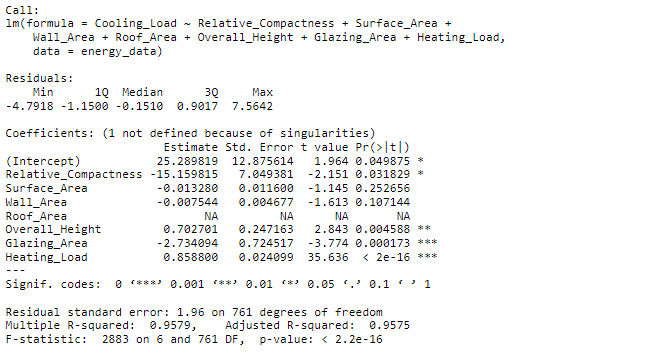 Call:
lm(formula = Cooling_Load ~ Relative_Compactness + Surface_Area +
    Wall_Area + Roof_Area + Overall_Height + Glazing_Area + Heating_Load,
    data = energy_data)

Residuals:
    Min      1Q  Median      3Q     Max
-4.7918 -1.1500 -0.1510  0.9017  7.5642

Coefficients: (1 not defined because of singularities)
                       Estimate Std. Error t value Pr(>|t|)
(Intercept)           25.289819  12.875614   1.964 0.049875 *
Relative_Compactness -15.159815   7.049381  -2.151 0.031829 *
Surface_Area          -0.013280   0.011600  -1.145 0.252656
Wall_Area             -0.007544   0.004677  -1.613 0.107144
Roof_Area                    NA         NA      NA       NA
Overall_Height         0.702701   0.247163   2.843 0.004588 **
Glazing_Area          -2.734094   0.724517  -3.774 0.000173 ***
Heating_Load           0.858800   0.024099  35.636  < 2e-16 ***
---
Signif. codes:  0 ‘***’ 0.001 ‘**’ 0.01 ‘*’ 0.05 ‘.’ 0.1 ‘ ’ 1

Residual standard error: 1.96 on 761 degrees of freedom
Multiple R-squared:  0.9579,    Adjusted R-squared:  0.9575
F-statistic:  2883 on 6 and 761 DF,  p-value: < 2.2e-16